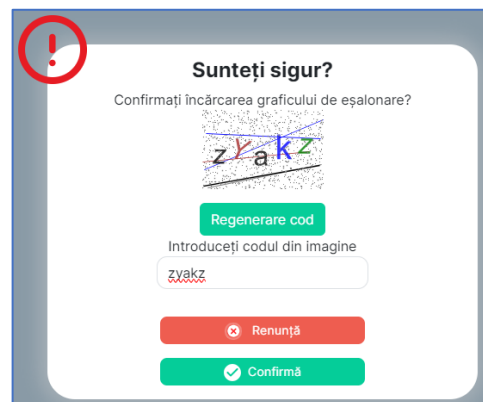 Sunteți sigur?
Confirmați încărcarea graficului de eșalonare?
zyakz
Regenerare cod
Introduceți codul din imagine
zyakz
Renunță
Confirmă